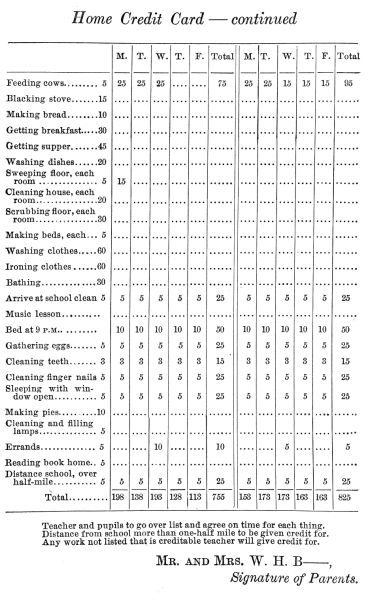 Home Credit Card — continued
M. T. W. T. F. Total M. T. W. T. F. Total
Feeding cows......... 5 25 25 25 .... .... 75 25 25 15 15 15 95
Blacking stove......15
Making bread.......10
Getting breakfast....30
Getting supper......45
Washing dishes......20
Sweeping floor, each
room .............. 5 15
Cleaning house, each
room..............20
Scrubbing floor, each
room..............30
Making beds, each... 5
Washing clothes.....60
Ironing clothes .....60
Bathing............30
Arrive at school clean 5 5 5 5 5 5 25 5 5 5 5 5 25
Music lesson.........
Bed at 9 P.M.. ........ 10 10 10 10 10 50 10 10 10 10 10 50
Gathering eggs...... 5 5 5 5 5 5 25 5 5 5 5 5 25
Cleaning teeth....... 3 3 3 3 3 3 15 3 3 3 3 3 15
Cleaning finger nails 5 5 5 5 5 5 25 5 5 5 5 5 25
Sleeping with win-
dow open.......... 5 5 5 5 5 5 25 5 5 5 5 5 25
Making pies.........10
Cleaning and filling
lamps............. 5
Errands............. 5 .... .... 10 .... .... 10 .... .... 5 .... .... 5
Reading book home.. 5
Distance school, over
half-mile.......... 5 5 5 5 5 5 25 5 5 5 5 5 25
Total.......... 198 138 193 128 113 755 153 173 173 163 163 825
Teacher and pupils to go over list and agree on time for each thing.
Distance from school more than one-half mile to be given credit for.
Any work not listed that is creditable teacher will give credit for.
MR. AND MRS. W. H. B——,
Signature of Parents.